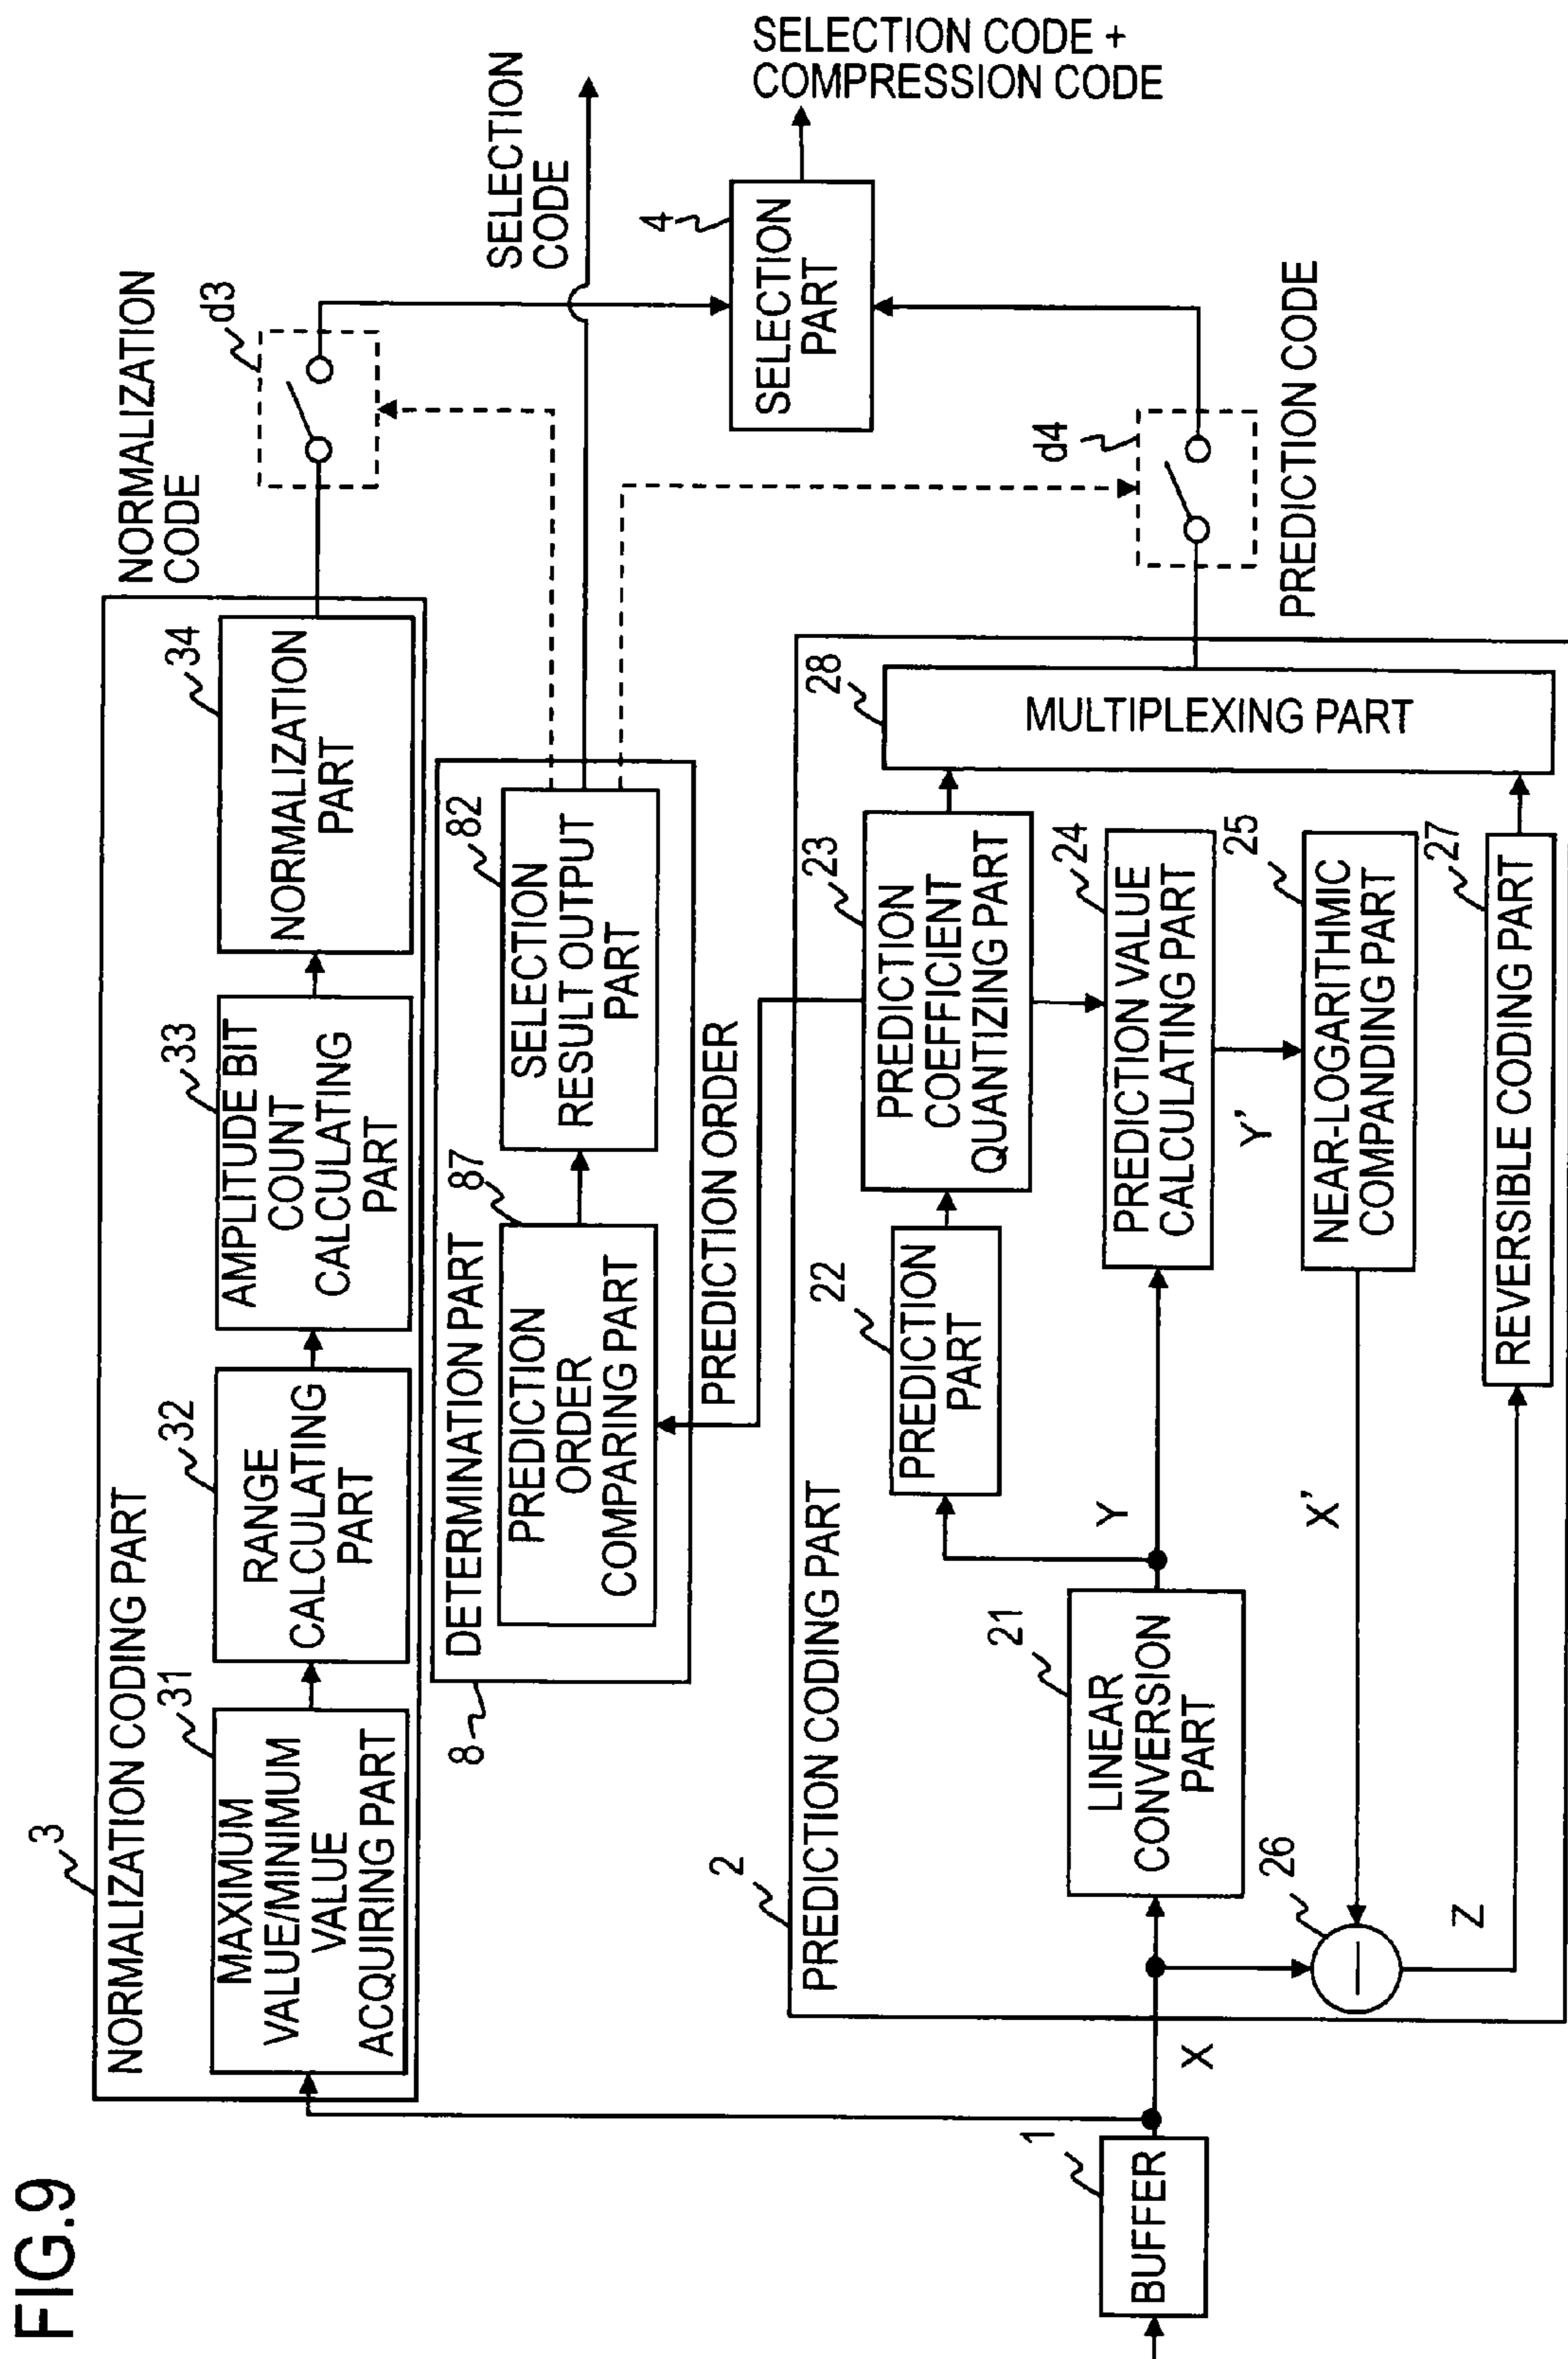 FIG.9
3
NORMALIZATION CODING PART
31
MAXIMUM
VALUE/MINIMUM
VALUE
ACQUIRING PART
32
RANGE
CALCULATING
PART
33
AMPLITUDE BIT
COUNT
CALCULATING
PART
34
NORMALIZATION
PART
NORMALIZATION
CODE
d3
8
DETERMINATION PART
87
PREDICTION
ORDER
COMPARING PART
82
SELECTION
RESULT OUTPUT
PART
SELECTION
CODE
PREDICTION ORDER
4
SELECTION
PART
SELECTION CODE +
COMPRESSION CODE
1
BUFFER
X
2
PREDICTION CODING PART
21
LINEAR
CONVERSION
PART
Y
22
PREDICTION
PART
23
PREDICTION
COEFFICIENT
QUANTIZING PART
24
PREDICTION VALUE
CALCULATING PART
Y'
25
NEAR-LOGARITHMIC
COMPANDING PART
X'
26
Z
27
REVERSIBLE CODING PART
28
MULTIPLEXING PART
d4
PREDICTION CODE